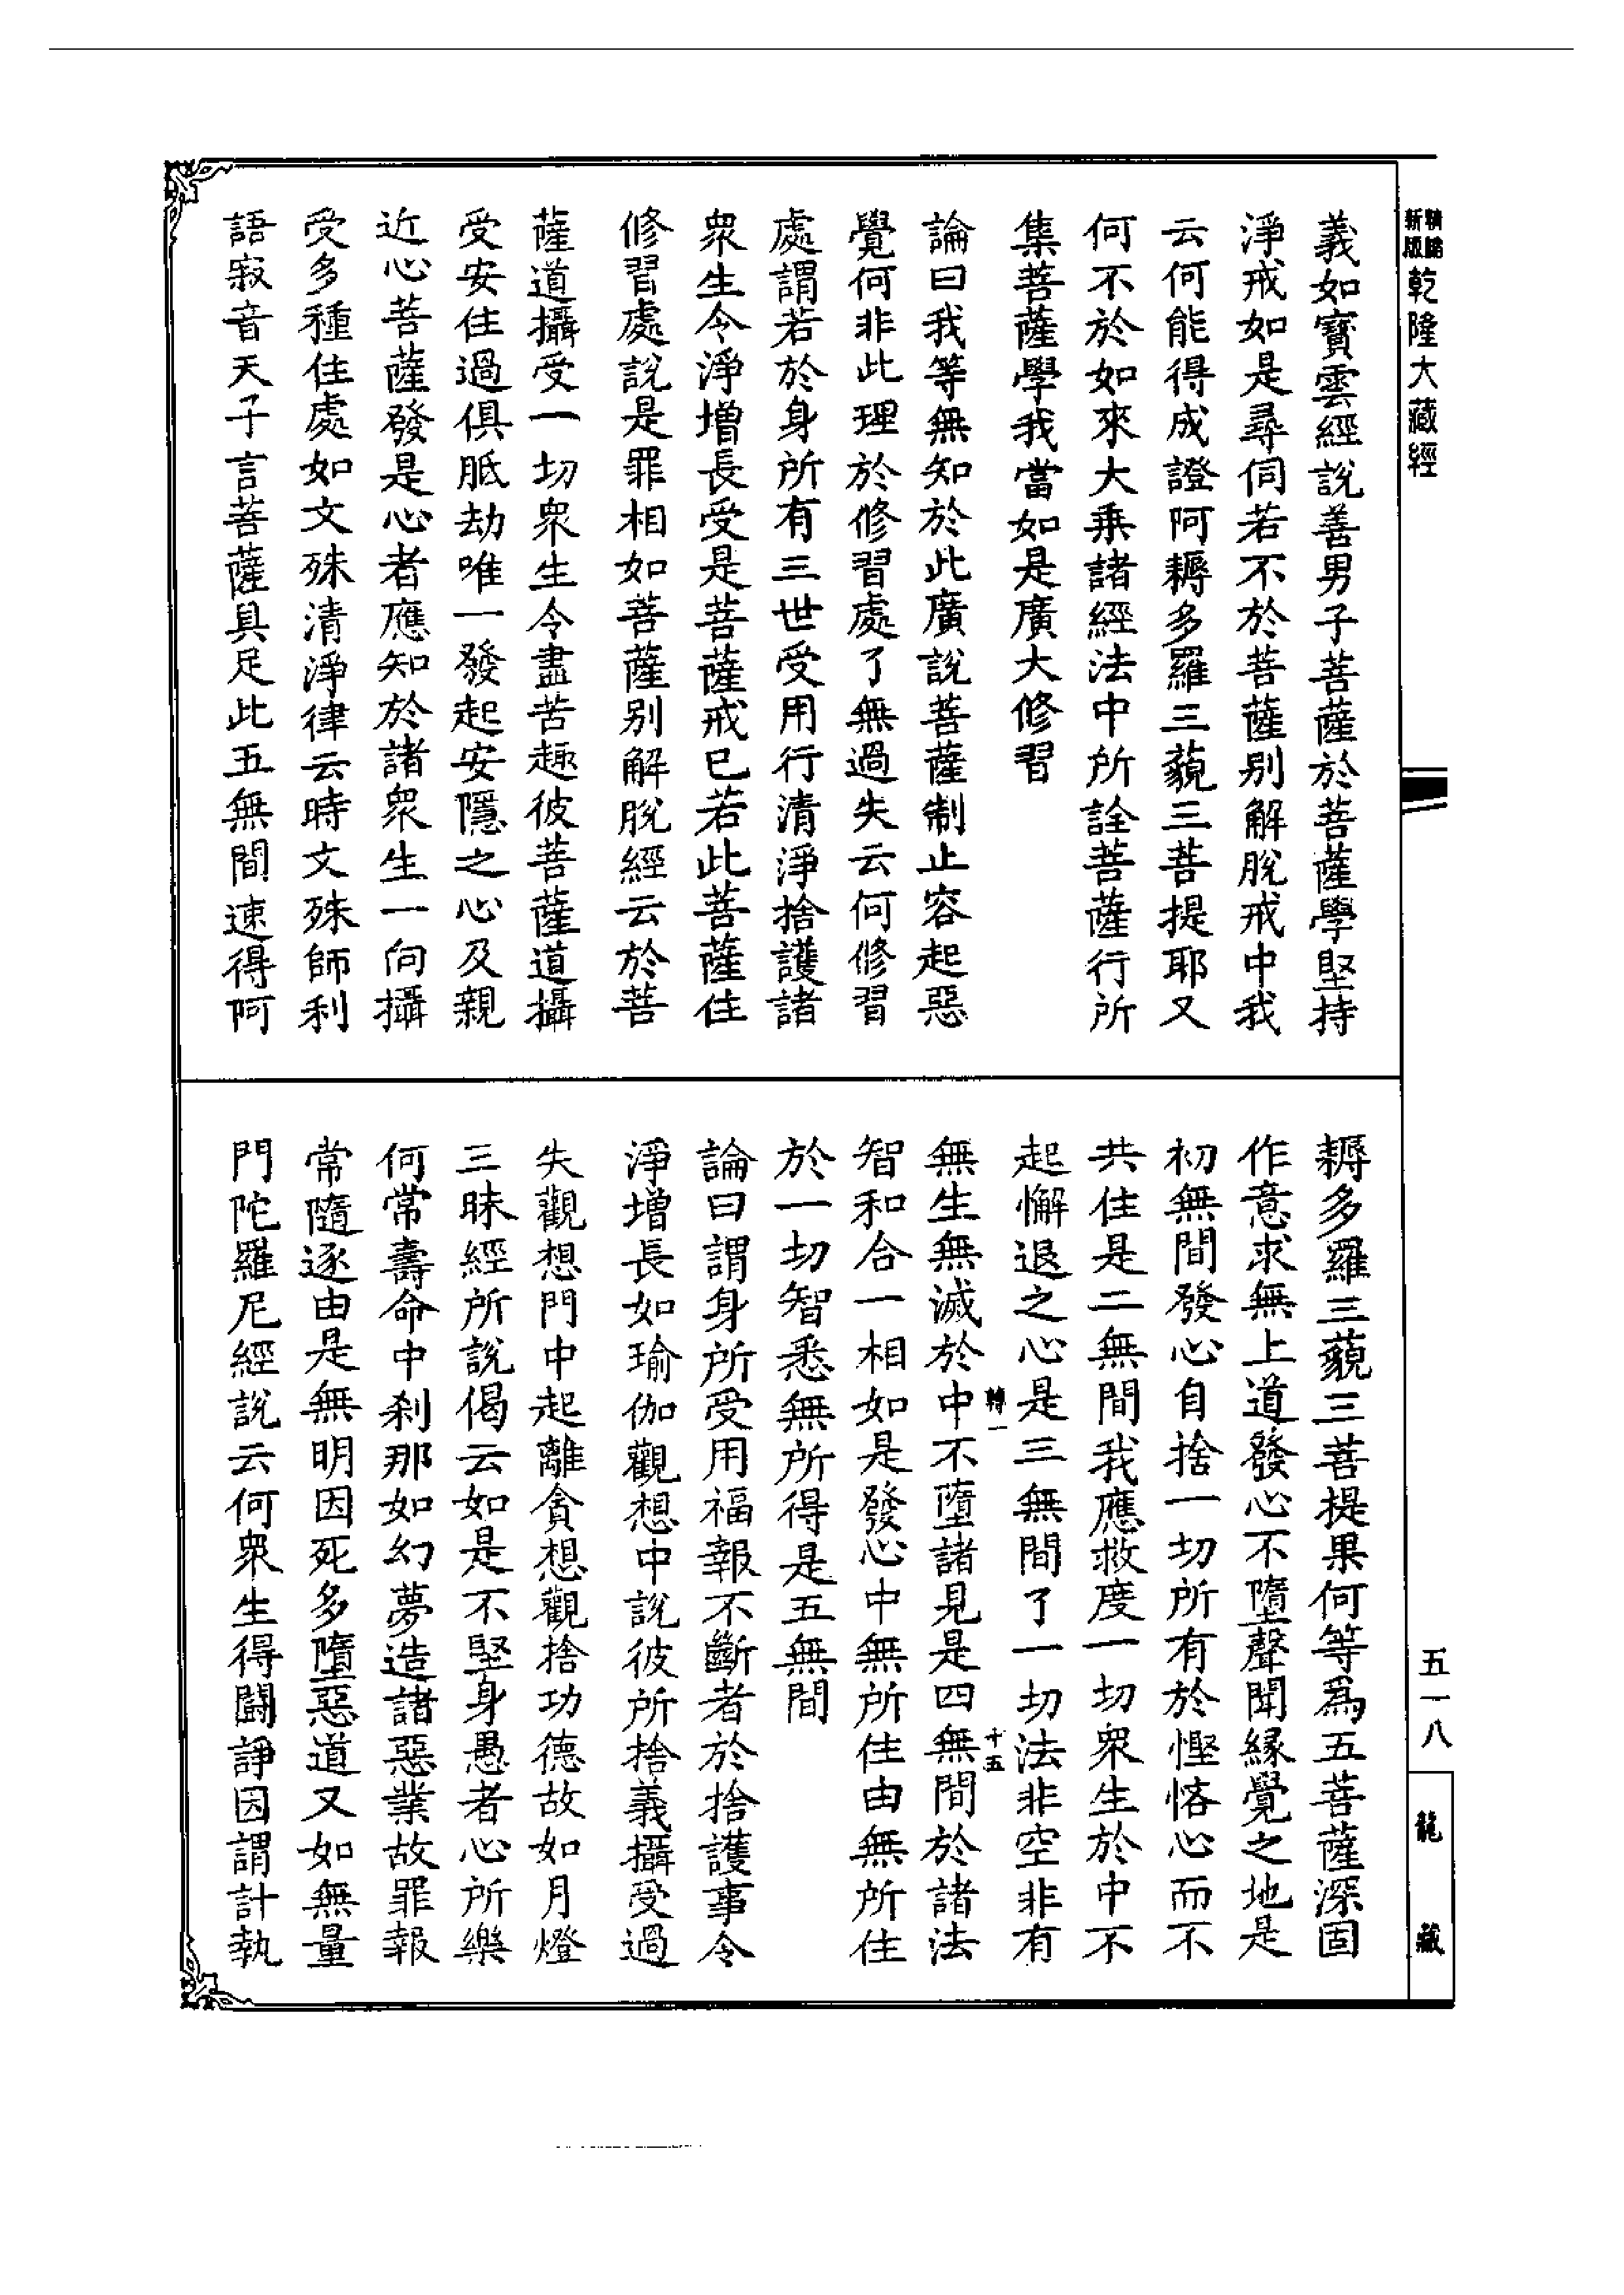 精鵬
新版
乾隆大藏經
義如寶雲經說善男子菩薩於菩薩學堅持
淨戒如是尋伺若不於菩薩别解脫戒中我
云何能得成證阿耨多羅三藐三菩提耶又
何不於如來大乘諸經法中所詮菩薩行所
集菩薩學我當如是廣大修習
論曰我等無知於此廣說菩薩制止容起惡
覺何非此理於修習處了無過失云何修習
處謂若於身所有三世受用行清淨捨護諸
衆生令淨增長受是菩薩戒已若此菩薩住
修習處說是罪相如菩薩别解脫經云於菩
薩道攝受一切衆生令盡苦趣彼菩薩道攝
受安住過俱胝劫唯一發起安隱之心及親
近心菩薩發是心者應知於諸衆生一向攝
受多種住處如文殊清淨律云時文殊師利
語寂音天子言菩薩具足此五無間速得阿
耨多羅三藐三菩提果何等爲五菩薩深固
作意求無上道發心不墮聲聞緣覺之地是
初無間發心自捨一切所有於慳悋心而不
共住是二無間我應救度一切衆生於中不
起懈退之心是三無間了一切法非空非有
轉一
十五
無生無滅於中不墮諸見是四無間於諸法
智和合一相如是發心中無所住由無所住
於一切智悉無所得是五無間
論曰謂身所受用福報不斷者於捨護事令
淨增長如瑜伽觀想中說彼所捨義攝受過
失觀想門中起離貪想觀捨功德故如月燈
三昧經所說偈云如是不堅身愚者心所樂
何常壽命中刹那如幻夢造諸惡業故罪報
常隨逐由是無明因死多墮惡道又如無量
門陀羅尼經說云何衆生得鬪諍因謂計執
五一八
龍藏